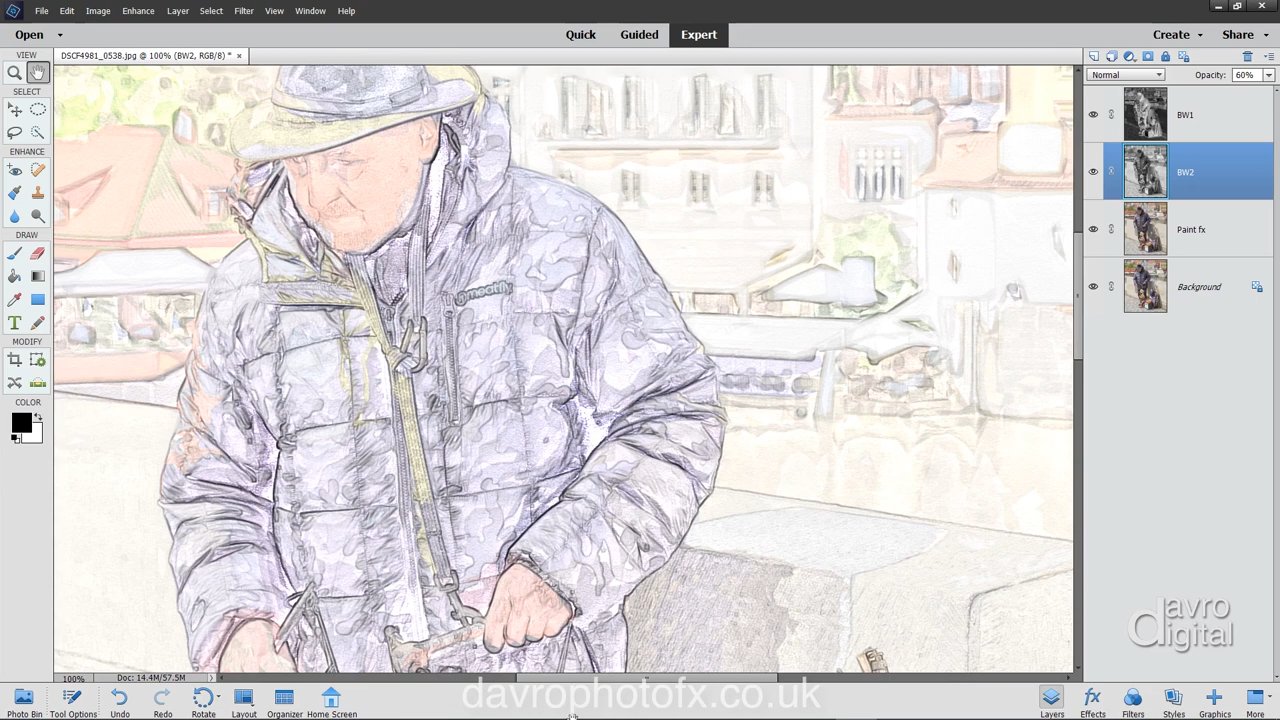 File Edit Image Enhance Layer Select Filter View Window Help
Open Quick Guided Expert Create Share
VIEW
DSCF4981_0538.jpg @ 100% (BW2, RGB/8) * ×
Normal Opacity: 60%
SELECT
BW1
ENHANCE
BW2
Paint fx
DRAW
Background
@meatfly
MODIFY
COLOR
davro
digital
100% Doc: 14.4M/57.5M
davrophotofx.co.uk
Photo Bin Tool Options Undo Redo Rotate Layout Organizer Home Screen Layers Effects Filters Styles Graphics More